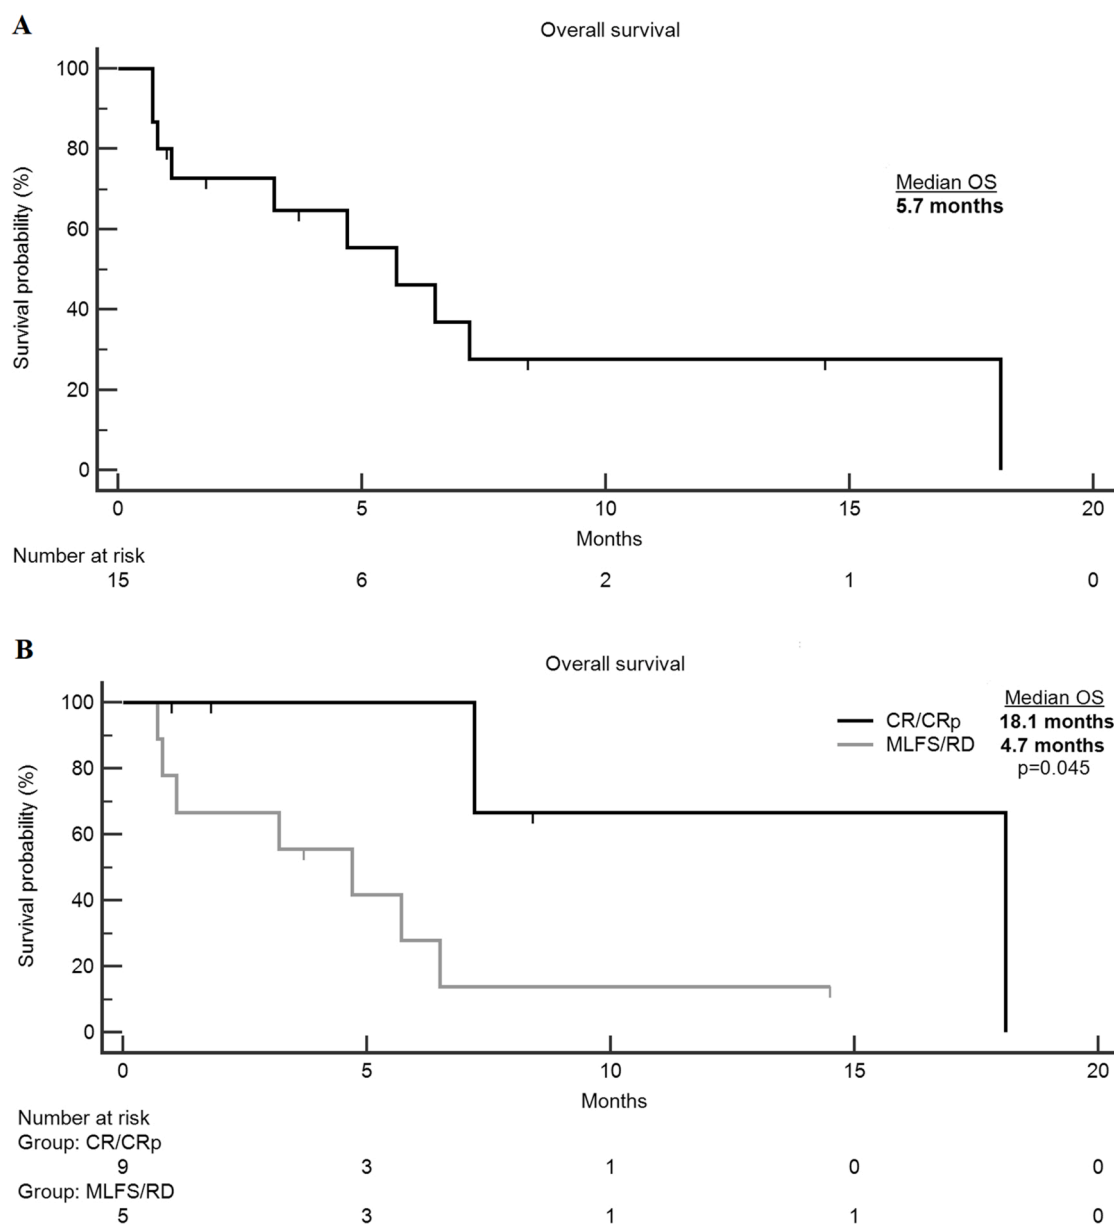 A
Overall survival
Survival probability (%)
100
80
60
40
20
0
Median OS
5.7 months
0 5 10 15 20
Months
Number at risk
15 6 2 1 0
B
Overall survival
Survival probability (%)
100
80
60
40
20
0
Median OS
CR/CRp 18.1 months
MLFS/RD 4.7 months
p=0.045
0 5 10 15 20
Months
Number at risk
Group: CR/CRp
9 3 1 0 0
Group: MLFS/RD
5 3 1 1 0